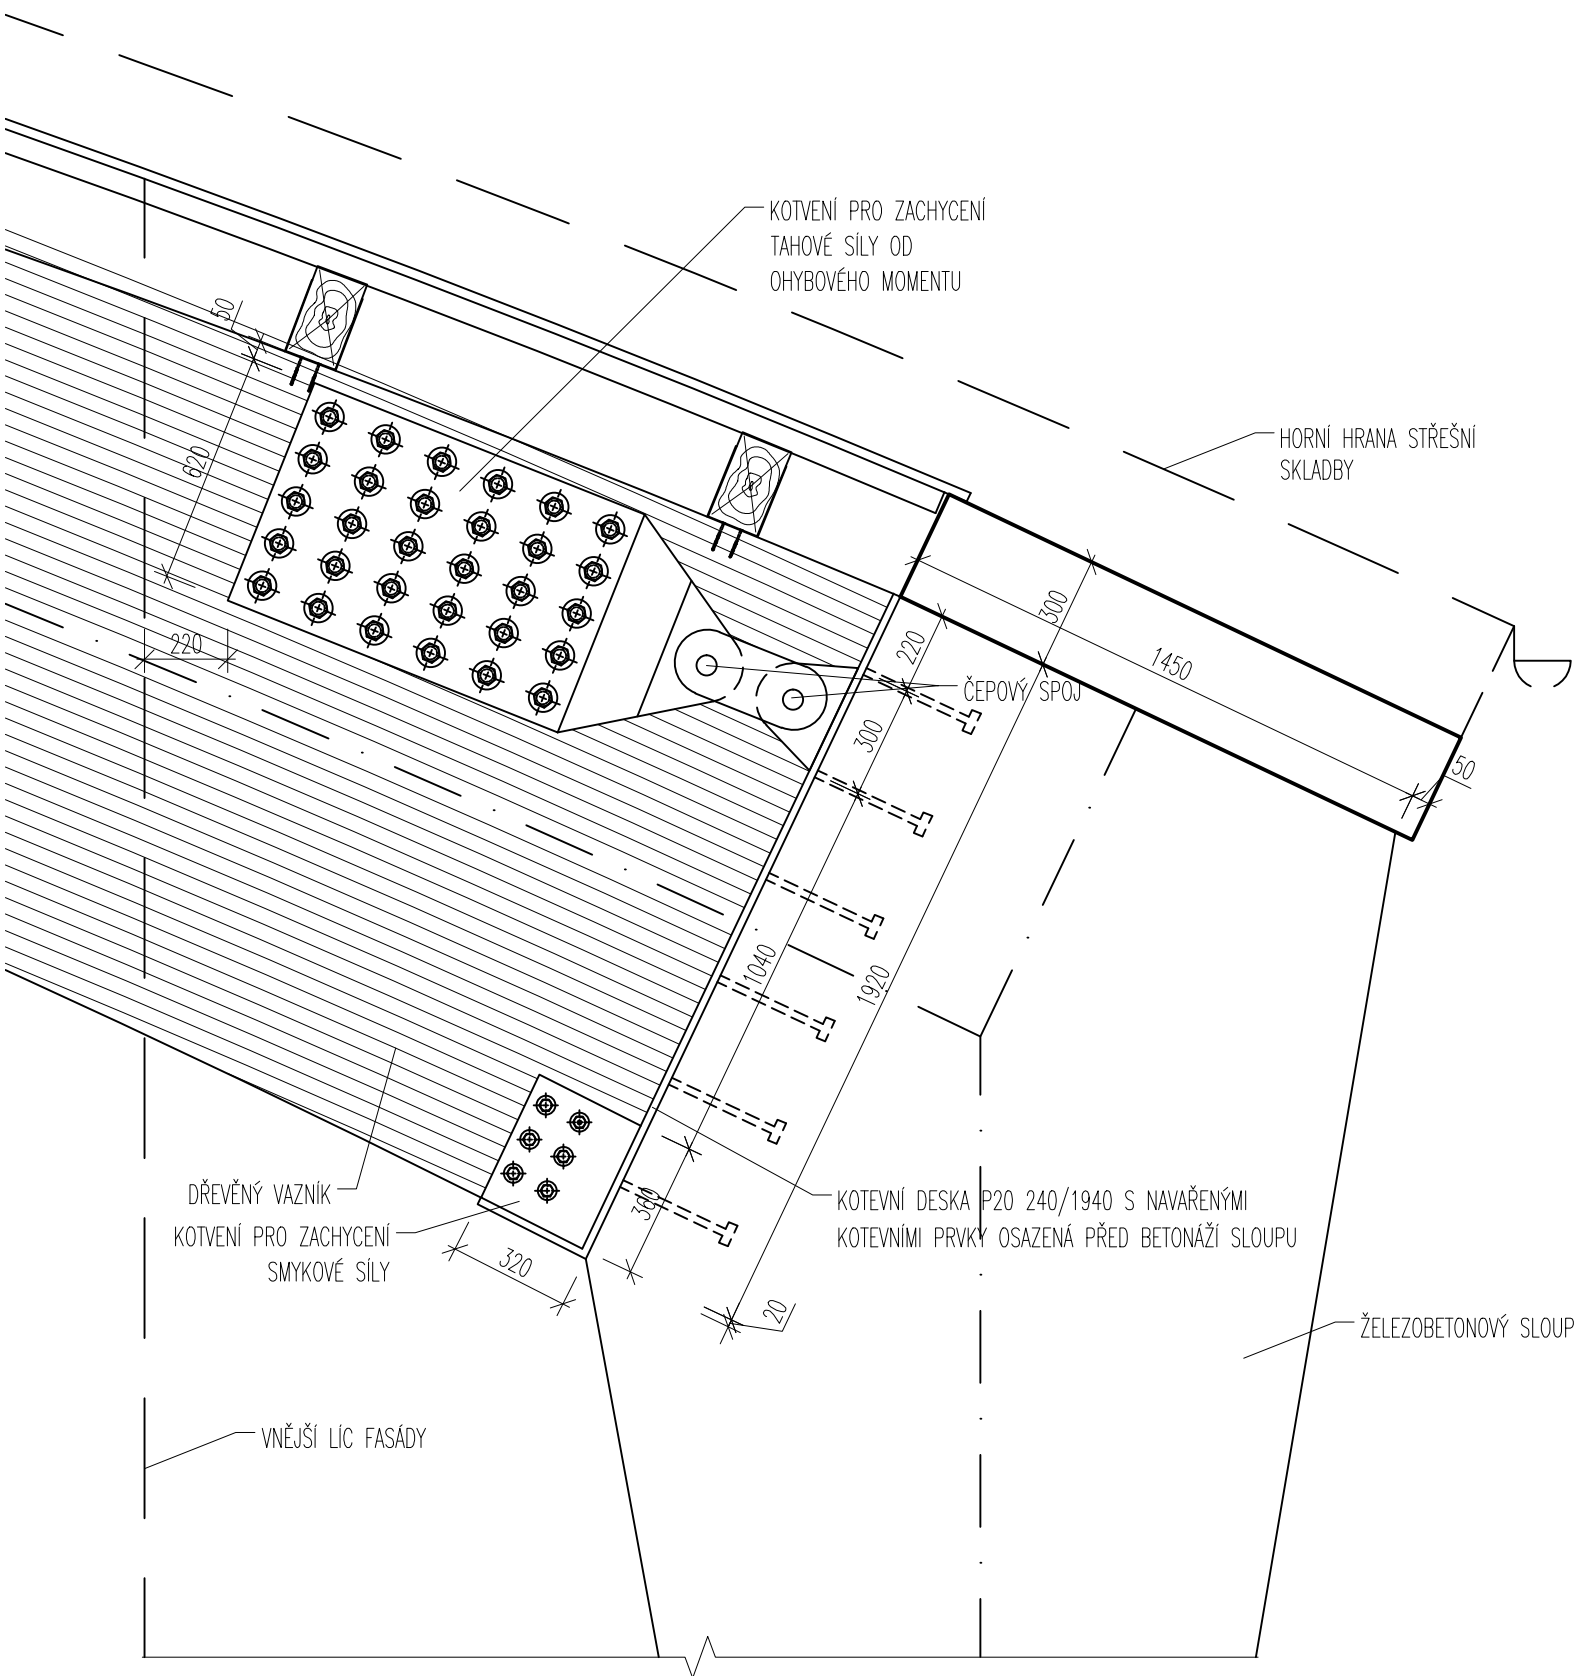 KOTVENÍ PRO ZACHYCENÍ
TAHOVÉ SÍLY OD
OHYBOVÉHO MOMENTU
50
620
220
HORNÍ HRANA STŘEŠNÍ
SKLADBY
300
220
1450
ČEPOVÝ SPOJ
300
50
1040
1920
DŘEVĚNÝ VAZNÍK
KOTVENÍ PRO ZACHYCENÍ
SMYKOVÉ SÍLY
360
320
20
KOTEVNÍ DESKA P20 240/1940 S NAVAŘENÝMI
KOTEVNÍMI PRVKY OSAZENÁ PŘED BETONÁŽÍ SLOUPU
ŽELEZOBETONOVÝ SLOUP
VNĚJŠÍ LÍC FASÁDY